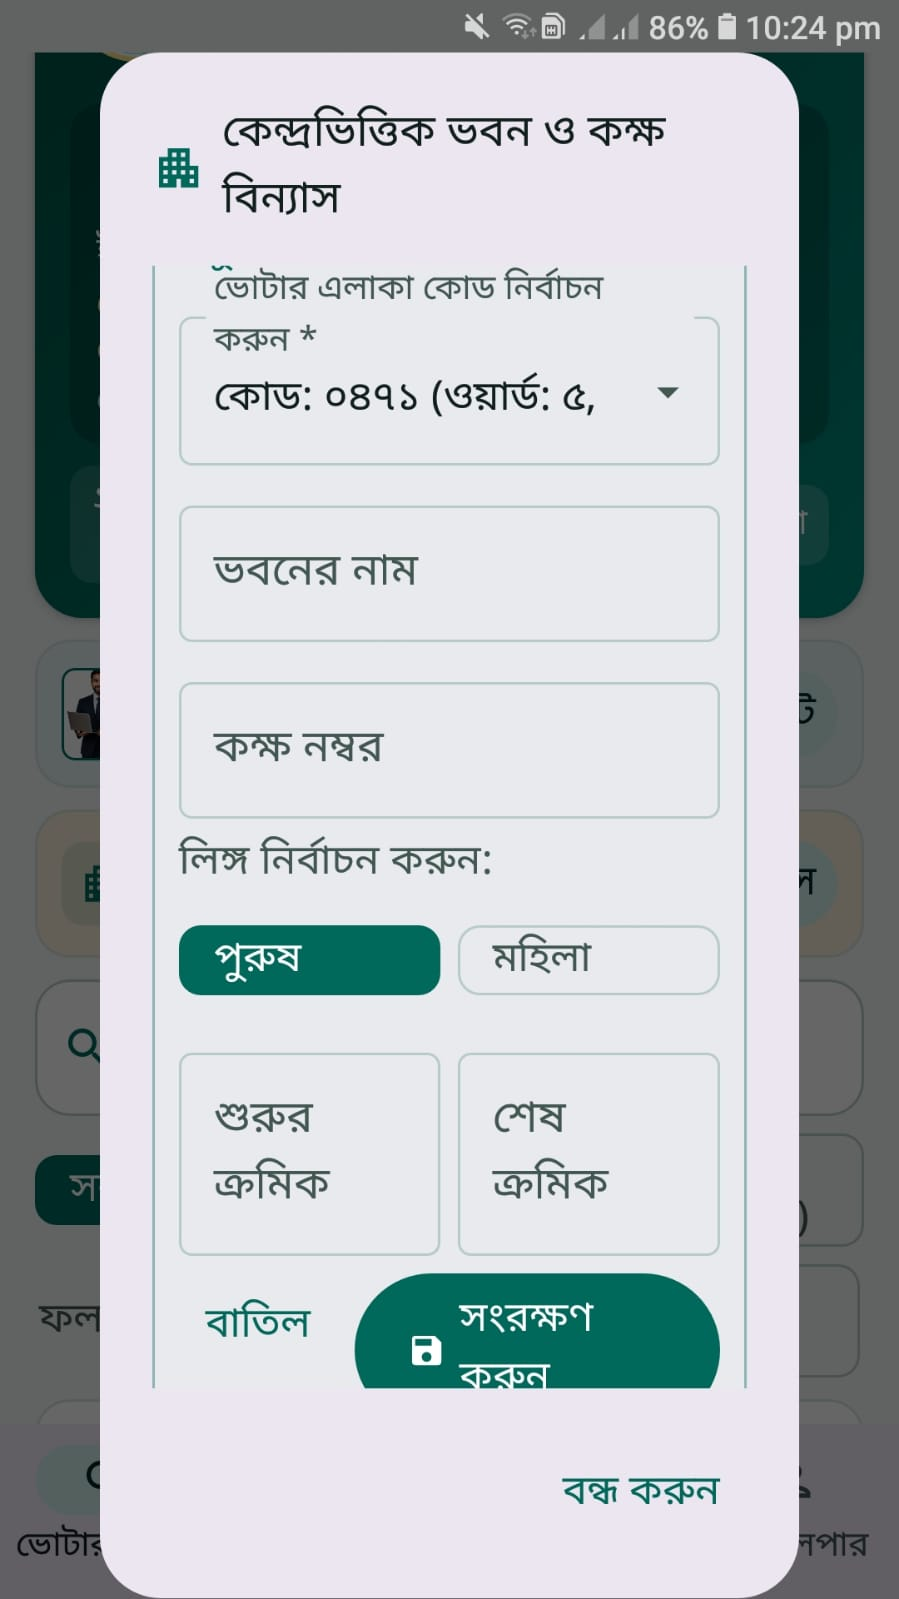 86% 10:24 pm
কেন্দ্রভিত্তিক ভবন ও কক্ষ
বিন্যাস
ভোটার এলাকা কোড নির্বাচন
করুন *
কোড: ০৪৭১ (ওয়ার্ড: ৫,
ভবনের নাম
কক্ষ নম্বর
লিঙ্গ নির্বাচন করুন:
পুরুষ
মহিলা
শুরুর
ক্রমিক
শেষ
ক্রমিক
বাতিল
সংরক্ষণ
করুন
ফল
বন্ধ করুন
ভোটার